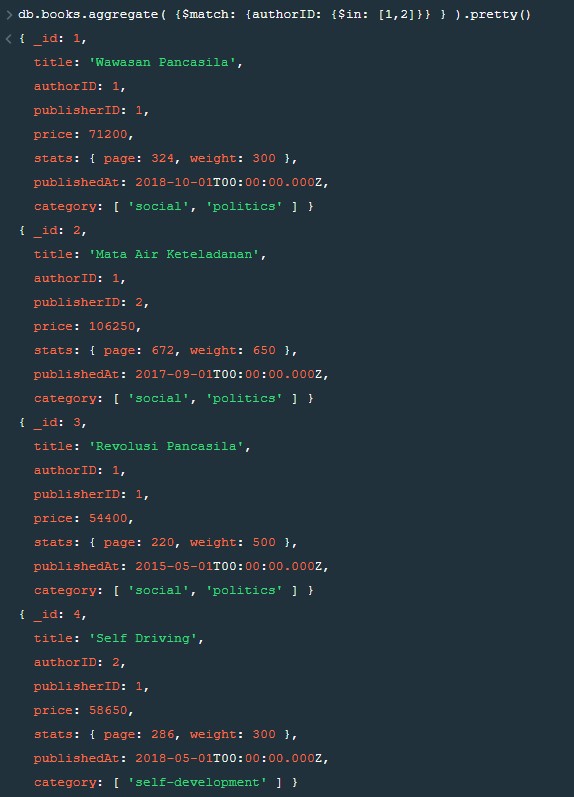 > db.books.aggregate( {$match: {authorID: {$in: [1,2]}} } ).pretty()
< { _id: 1,
title: 'Wawasan Pancasila',
authorID: 1,
publisherID: 1,
price: 71200,
stats: { page: 324, weight: 300 },
publishedAt: 2018-10-01T00:00:00.000Z,
category: [ 'social', 'politics' ] }
{ _id: 2,
title: 'Mata Air Keteladanan',
authorID: 1,
publisherID: 2,
price: 106250,
stats: { page: 672, weight: 650 },
publishedAt: 2017-09-01T00:00:00.000Z,
category: [ 'social', 'politics' ] }
{ _id: 3,
title: 'Revolusi Pancasila',
authorID: 1,
publisherID: 1,
price: 54400,
stats: { page: 220, weight: 500 },
publishedAt: 2015-05-01T00:00:00.000Z,
category: [ 'social', 'politics' ] }
{ _id: 4,
title: 'Self Driving',
authorID: 2,
publisherID: 1,
price: 58650,
stats: { page: 286, weight: 300 },
publishedAt: 2018-05-01T00:00:00.000Z,
category: [ 'self-development' ] }